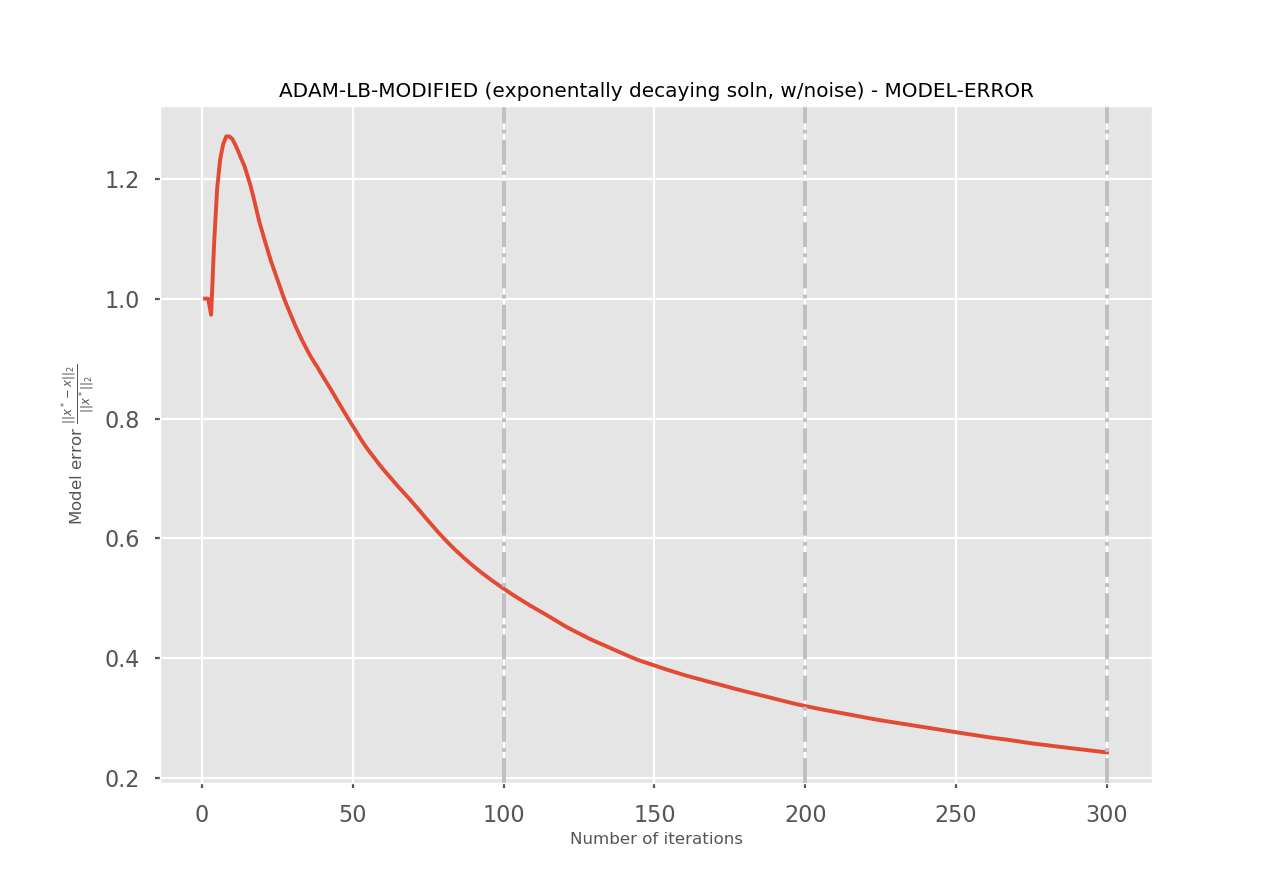 ADAM-LB-MODIFIED (exponentially decaying soln, w/noise) - MODEL-ERROR
Model error ||x* − x||₂ / ||x*||₂
1.2
1.0
0.8
0.6
0.4
0.2
0 50 100 150 200 250 300
Number of iterations